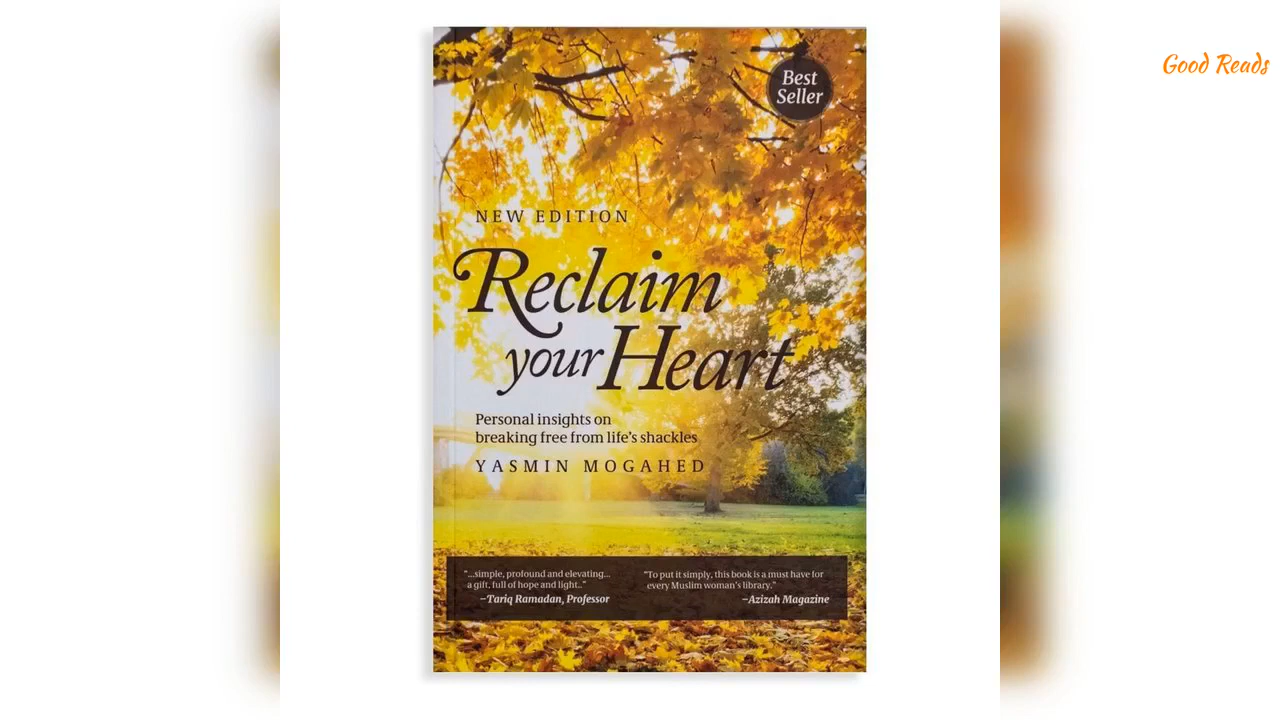 Good Reads
Best
Seller
NEW EDITION
Reclaim
your Heart
Personal insights on
breaking free from life's shackles
YASMIN MOGAHED
"...simple, profound and elevating...
a gift, full of hope and light.."
–Tariq Ramadan, Professor
"To put it simply, this book is a must have for
every Muslim woman's library."
–Azizah Magazine